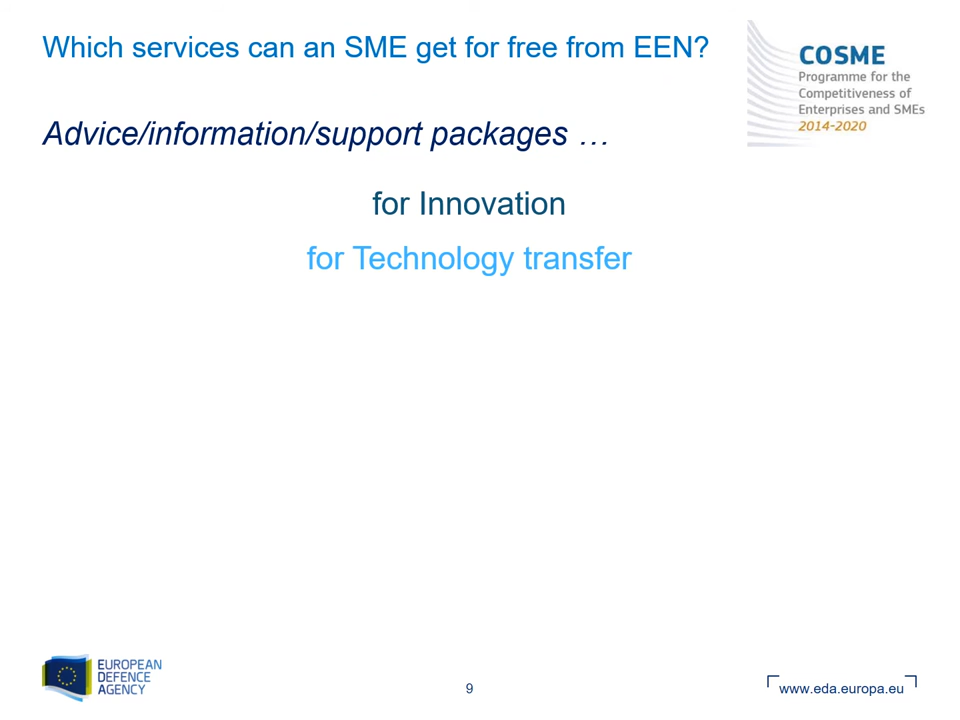 Which services can an SME get for free from EEN?
COSME
Programme for the
Competitiveness of
Enterprises and SMEs
2014-2020
Advice/information/support packages …
for Innovation
for Technology transfer
EUROPEAN
DEFENCE
AGENCY
9
www.eda.europa.eu